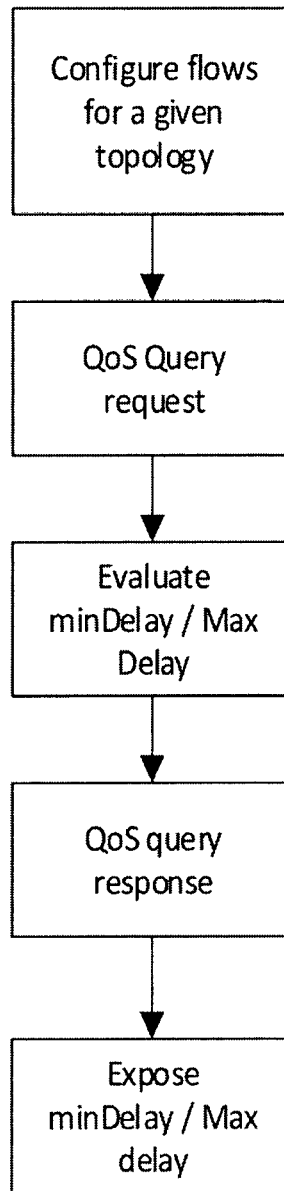 Configure flows
for a given
topology
QoS Query
request
Evaluate
minDelay / Max
Delay
QoS query
response
Expose
minDelay / Max
delay